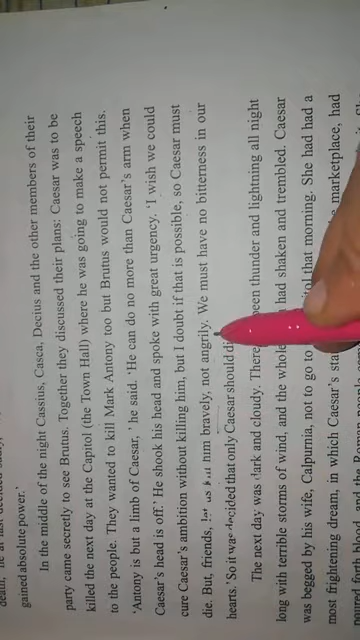 gained absolute power.'
In the middle of the night Cassius, Casca, Decius and the other members of their
party came secretly to see Brutus. Together they discussed their plans: Caesar was to be
killed the next day at the Capitol (the Town Hall) where he was going to make a speech
to the people. They wanted to kill Mark Antony too but Brutus would not permit this.
'Antony is but a limb of Caesar, ' he said. 'He can do no more than Caesar's arm when
Caesar's head is off.' He shook his head and spoke with great urgency. 'I wish we could
cure Caesar's ambition without killing him, but I doubt if that is possible, so Caesar must
die. But, friends, let us kill him bravely, not angrily. We must have no bitterness in our
hearts.' So it was decided that only Caesar should
The next day was dark and cloudy. There been thunder and lightning all night
long with terrible storms of wind, and the whole had shaken and trembled. Caesar
was begged by his wife, Calpurnia, not to go to that morning. She had had a
most frightening dream, in which Caesar's marketplace, had